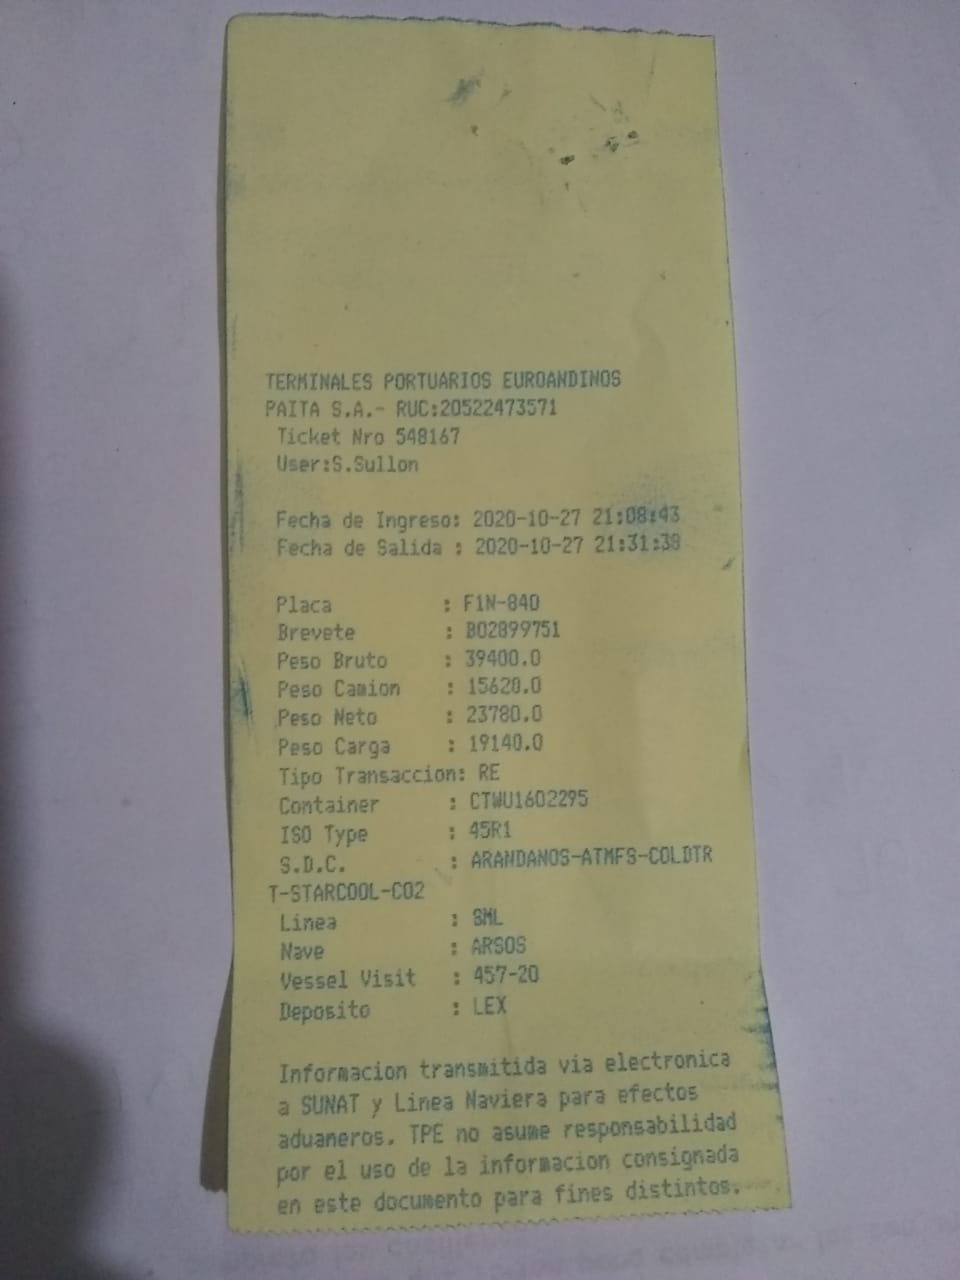 TERMINALES PORTUARIOS EUROANDINOS
PAITA S.A.- RUC:20522473571
Ticket Nro 548167
User:S.Sullon
Fecha de Ingreso: 2020-10-27 21:08:43
Fecha de Salida : 2020-10-27 21:31:38
Placa : F1N-840
Brevete : B02899751
Peso Bruto : 39400.0
Peso Camion : 15620.0
Peso Neto : 23780.0
Peso Carga : 19140.0
Tipo Transaccion: RE
Container : CTWU1602295
ISO Type : 45R1
S.D.C. : ARANDANOS-ATMFS-COLDTR
T-STARCOOL-CO2
Linea : SML
Nave : ARSOS
Vessel Visit : 457-20
Deposito : LEX
Informacion transmitida via electronica
a SUNAT y Linea Naviera para efectos
aduaneros. TPE no asume responsabilidad
por el uso de la informacion consignada
en este documento para fines distintos.